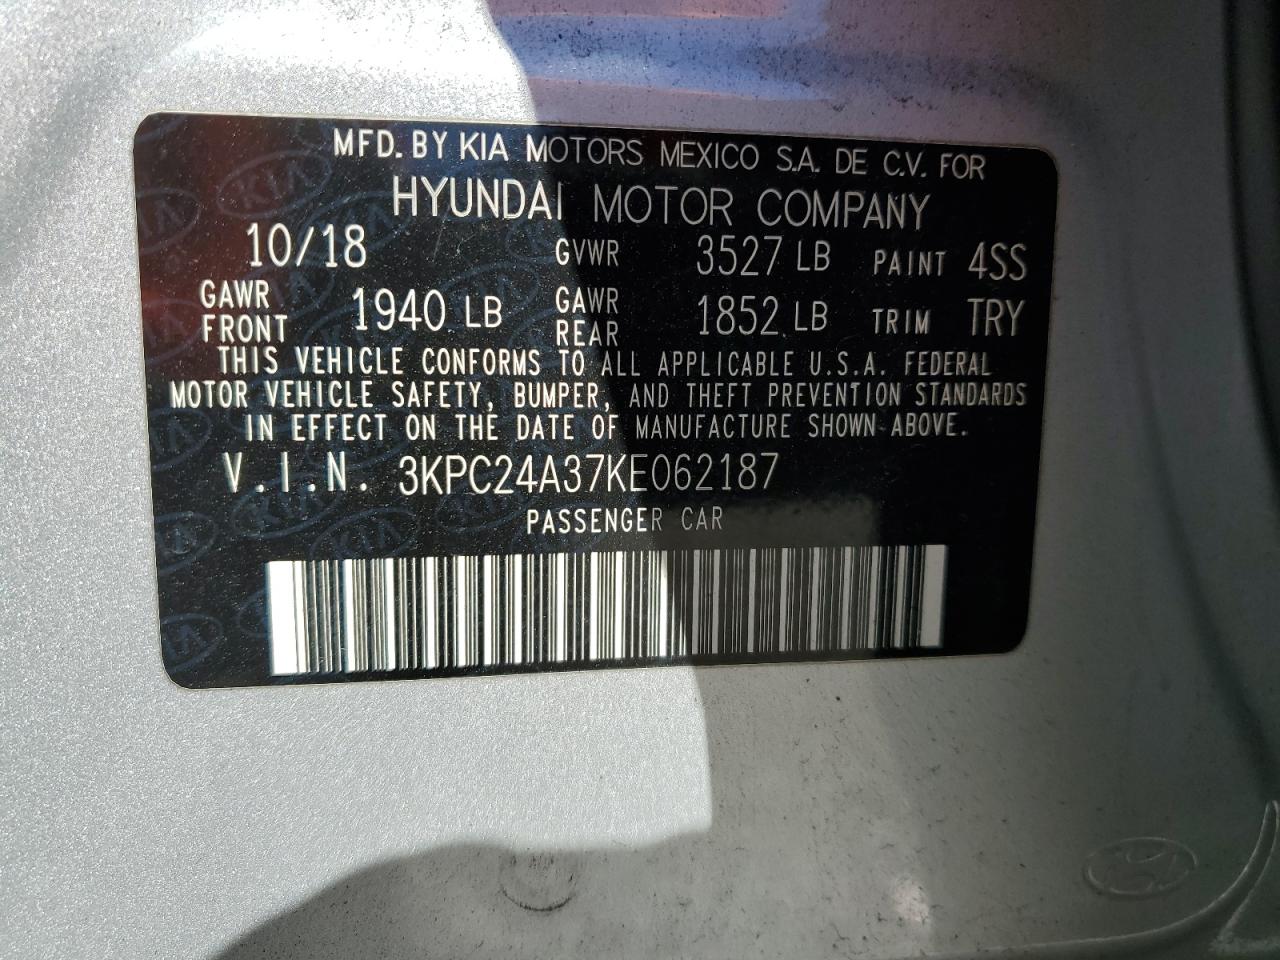 MFD. BY KIA MOTORS MEXICO S.A. DE C.V. FOR
HYUNDAI MOTOR COMPANY
10/18 GVWR 3527 LB PAINT 4SS
GAWR FRONT 1940 LB GAWR REAR 1852 LB TRIM TRY
THIS VEHICLE CONFORMS TO ALL APPLICABLE U.S.A. FEDERAL
MOTOR VEHICLE SAFETY, BUMPER, AND THEFT PREVENTION STANDARDS
IN EFFECT ON THE DATE OF MANUFACTURE SHOWN ABOVE.
V.I.N. 3KPC24A37KE062187
PASSENGER CAR